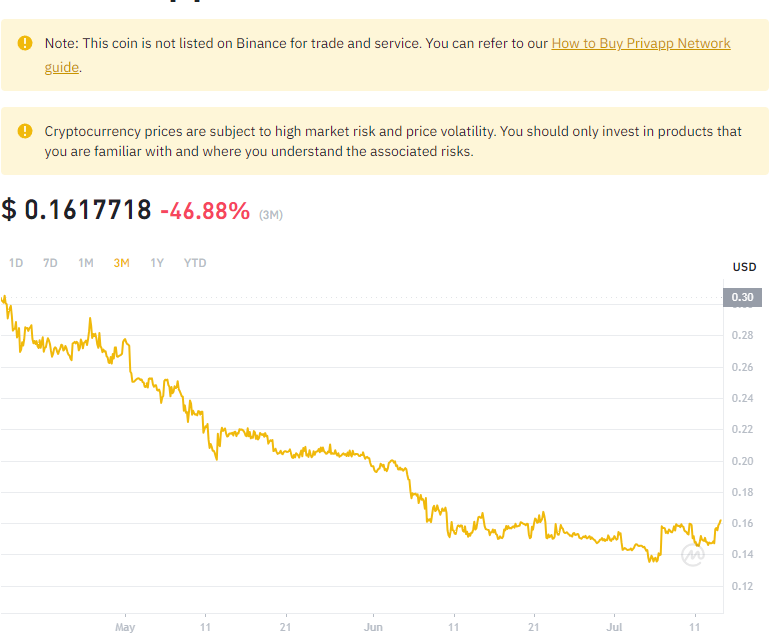 Note: This coin is not listed on Binance for trade and service. You can refer to our How to Buy Privapp Network
guide.
Cryptocurrency prices are subject to high market risk and price volatility. You should only invest in products that
you are familiar with and where you understand the associated risks.
$ 0.1617718 -46.88% (3M)
1D 7D 1M 3M 1Y YTD
USD
0.30
0.28
0.26
0.24
0.22
0.20
0.18
0.16
0.14
0.12
May 11 21 Jun 11 21 Jul 11